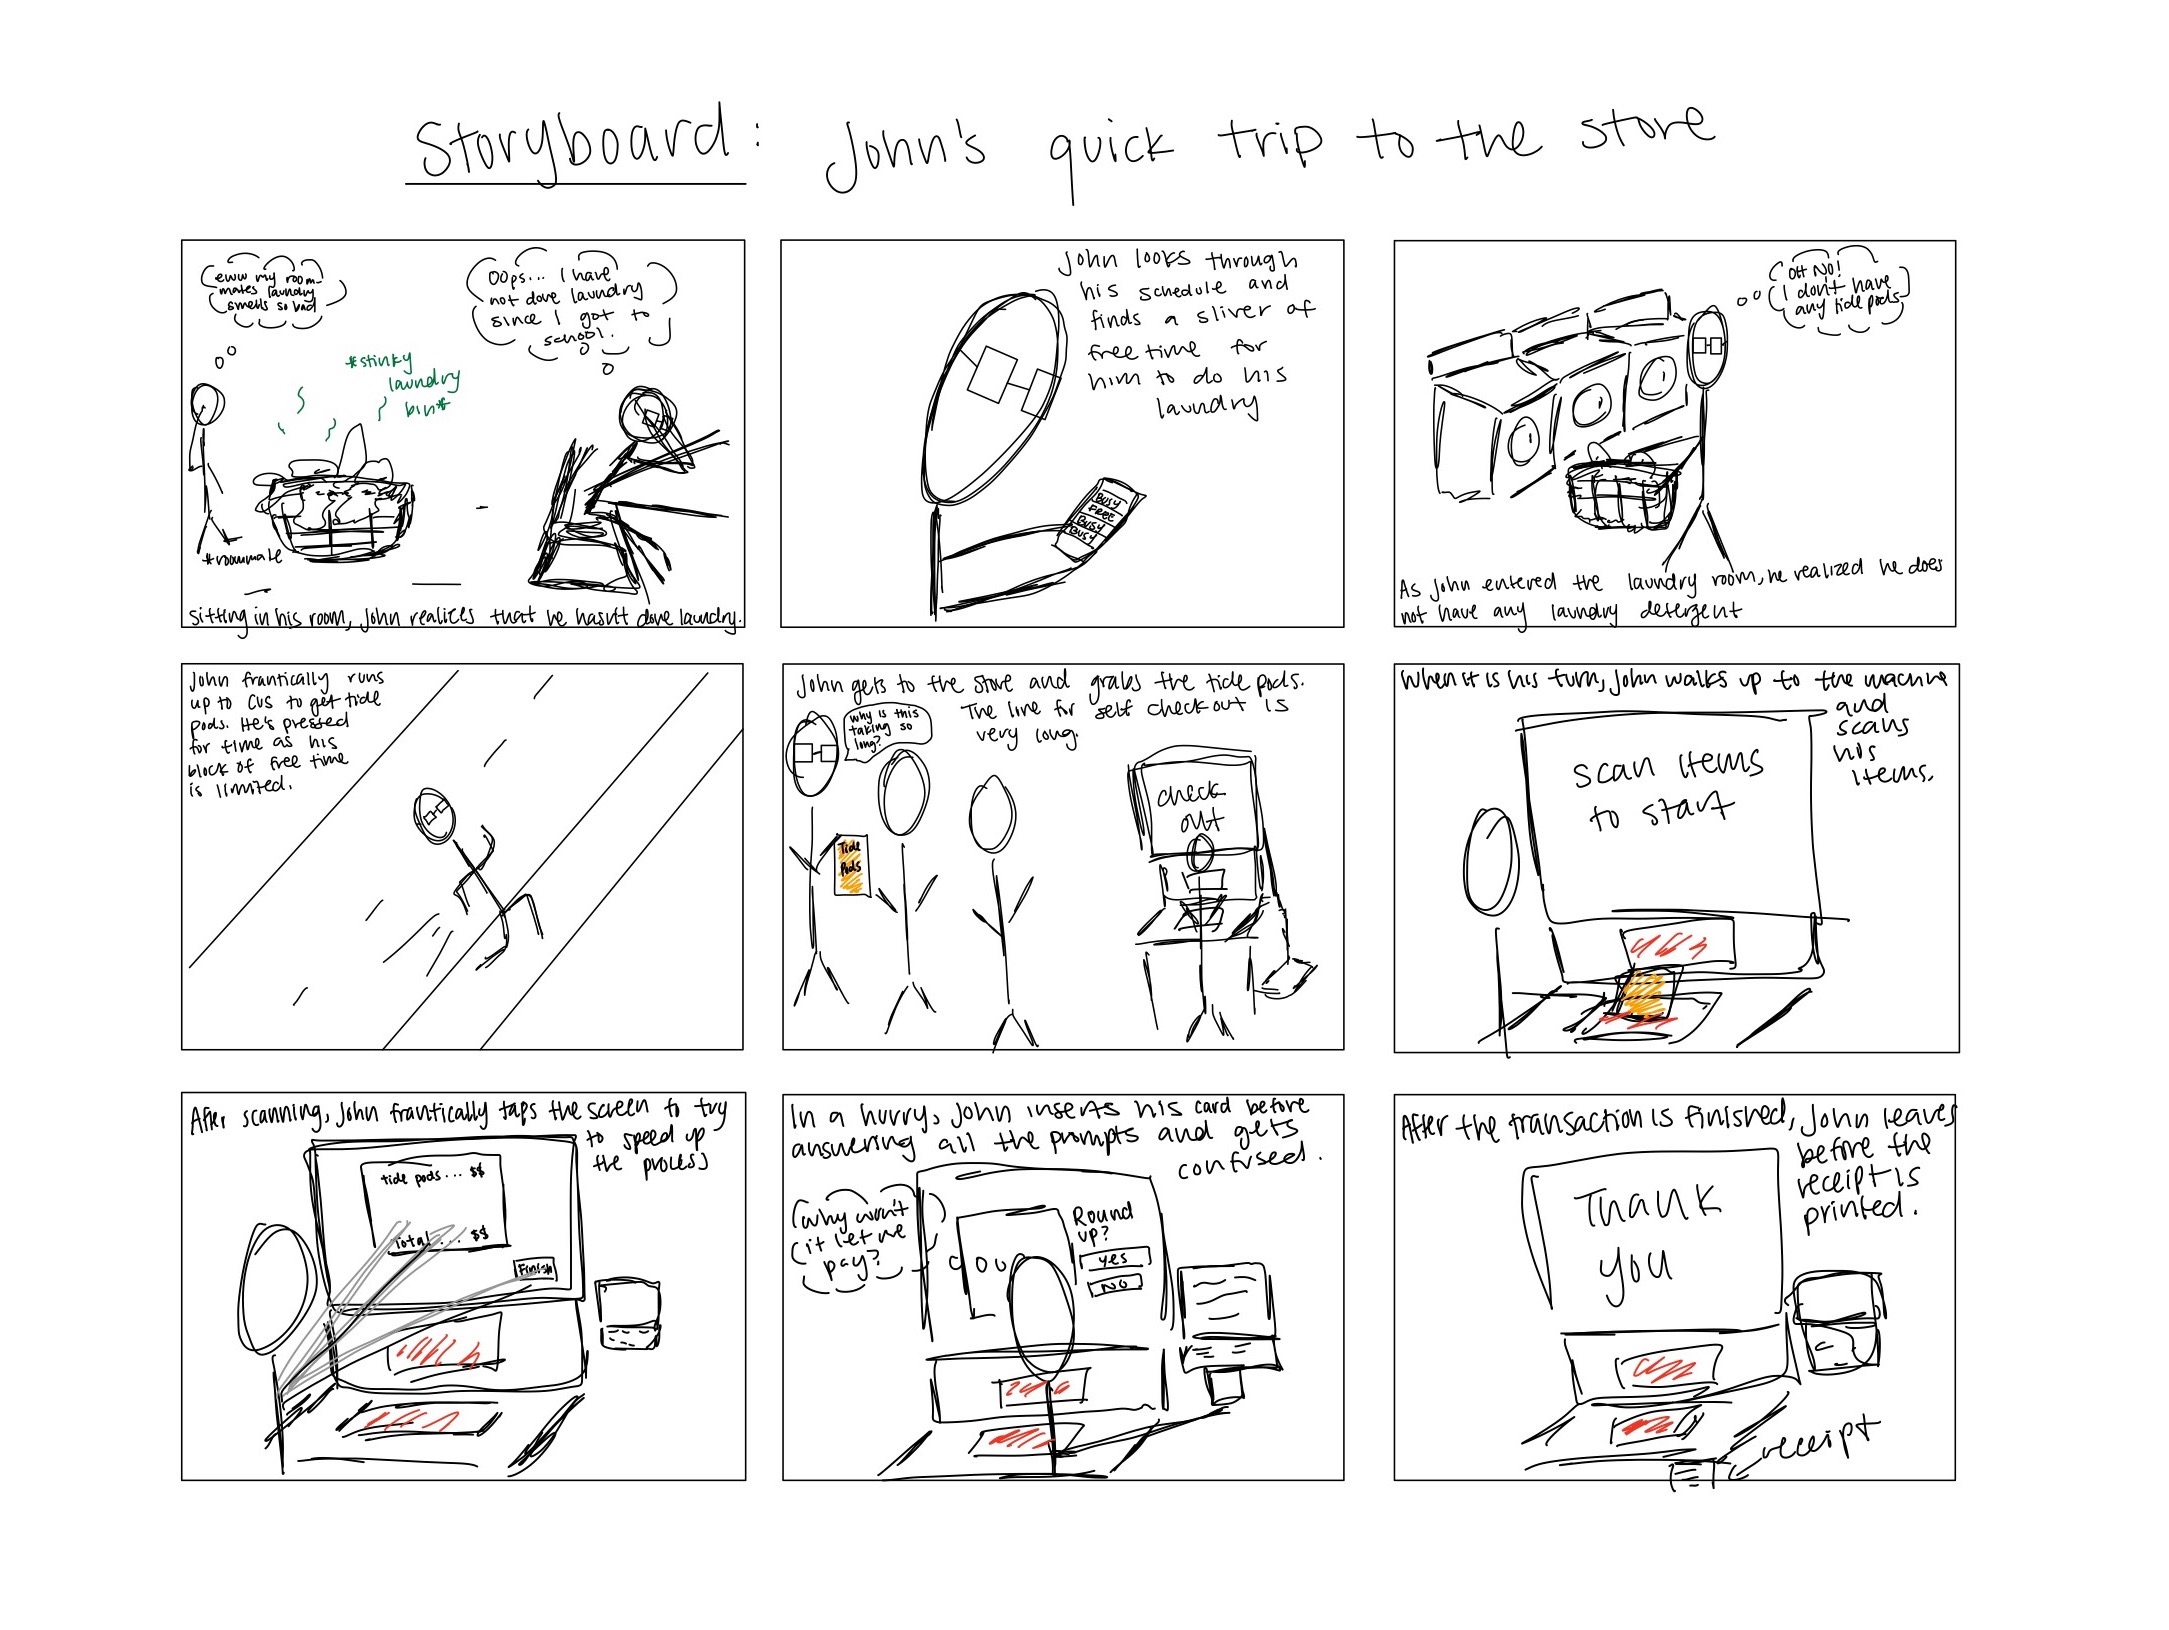 Storyboard: John's quick trip to the store
eww my room-
mates laundry
smells so bad
Oops... I have
not done laundry
since I got to
school.
*stinky
laundry
bin*
*roommate
Sitting in his room, John realizes that he hasn't done laundry.
John looks through
his schedule and
finds a sliver of
free time for
him to do his
laundry
BUSY
FREE
BUSY
BUSY
OH NO!
I don't have
any tide pods
As John entered the laundry room, he realized he does
not have any laundry detergent
John frantically runs
up to CVS to get tide
pods. He's pressed
for time as his
block of free time
is limited.
John gets to the store and grabs the tide pods.
The line for self checkout is
very long.
why is this
taking so
long?
Tide
Pods
check
out
When it is his turn, John walks up to the machine
and
scans
his
items.
scan items
to start
After scanning, John frantically taps the screen to try
to speed up
the process
tide pods... $$
Total... $$
Finish
In a hurry, John inserts his card before
answering all the prompts and gets
confused.
why won't
it let me
pay?
Round
up?
yes
NO
After the transaction is finished, John leaves
before the
receipt is
printed.
Thank
you
receipt